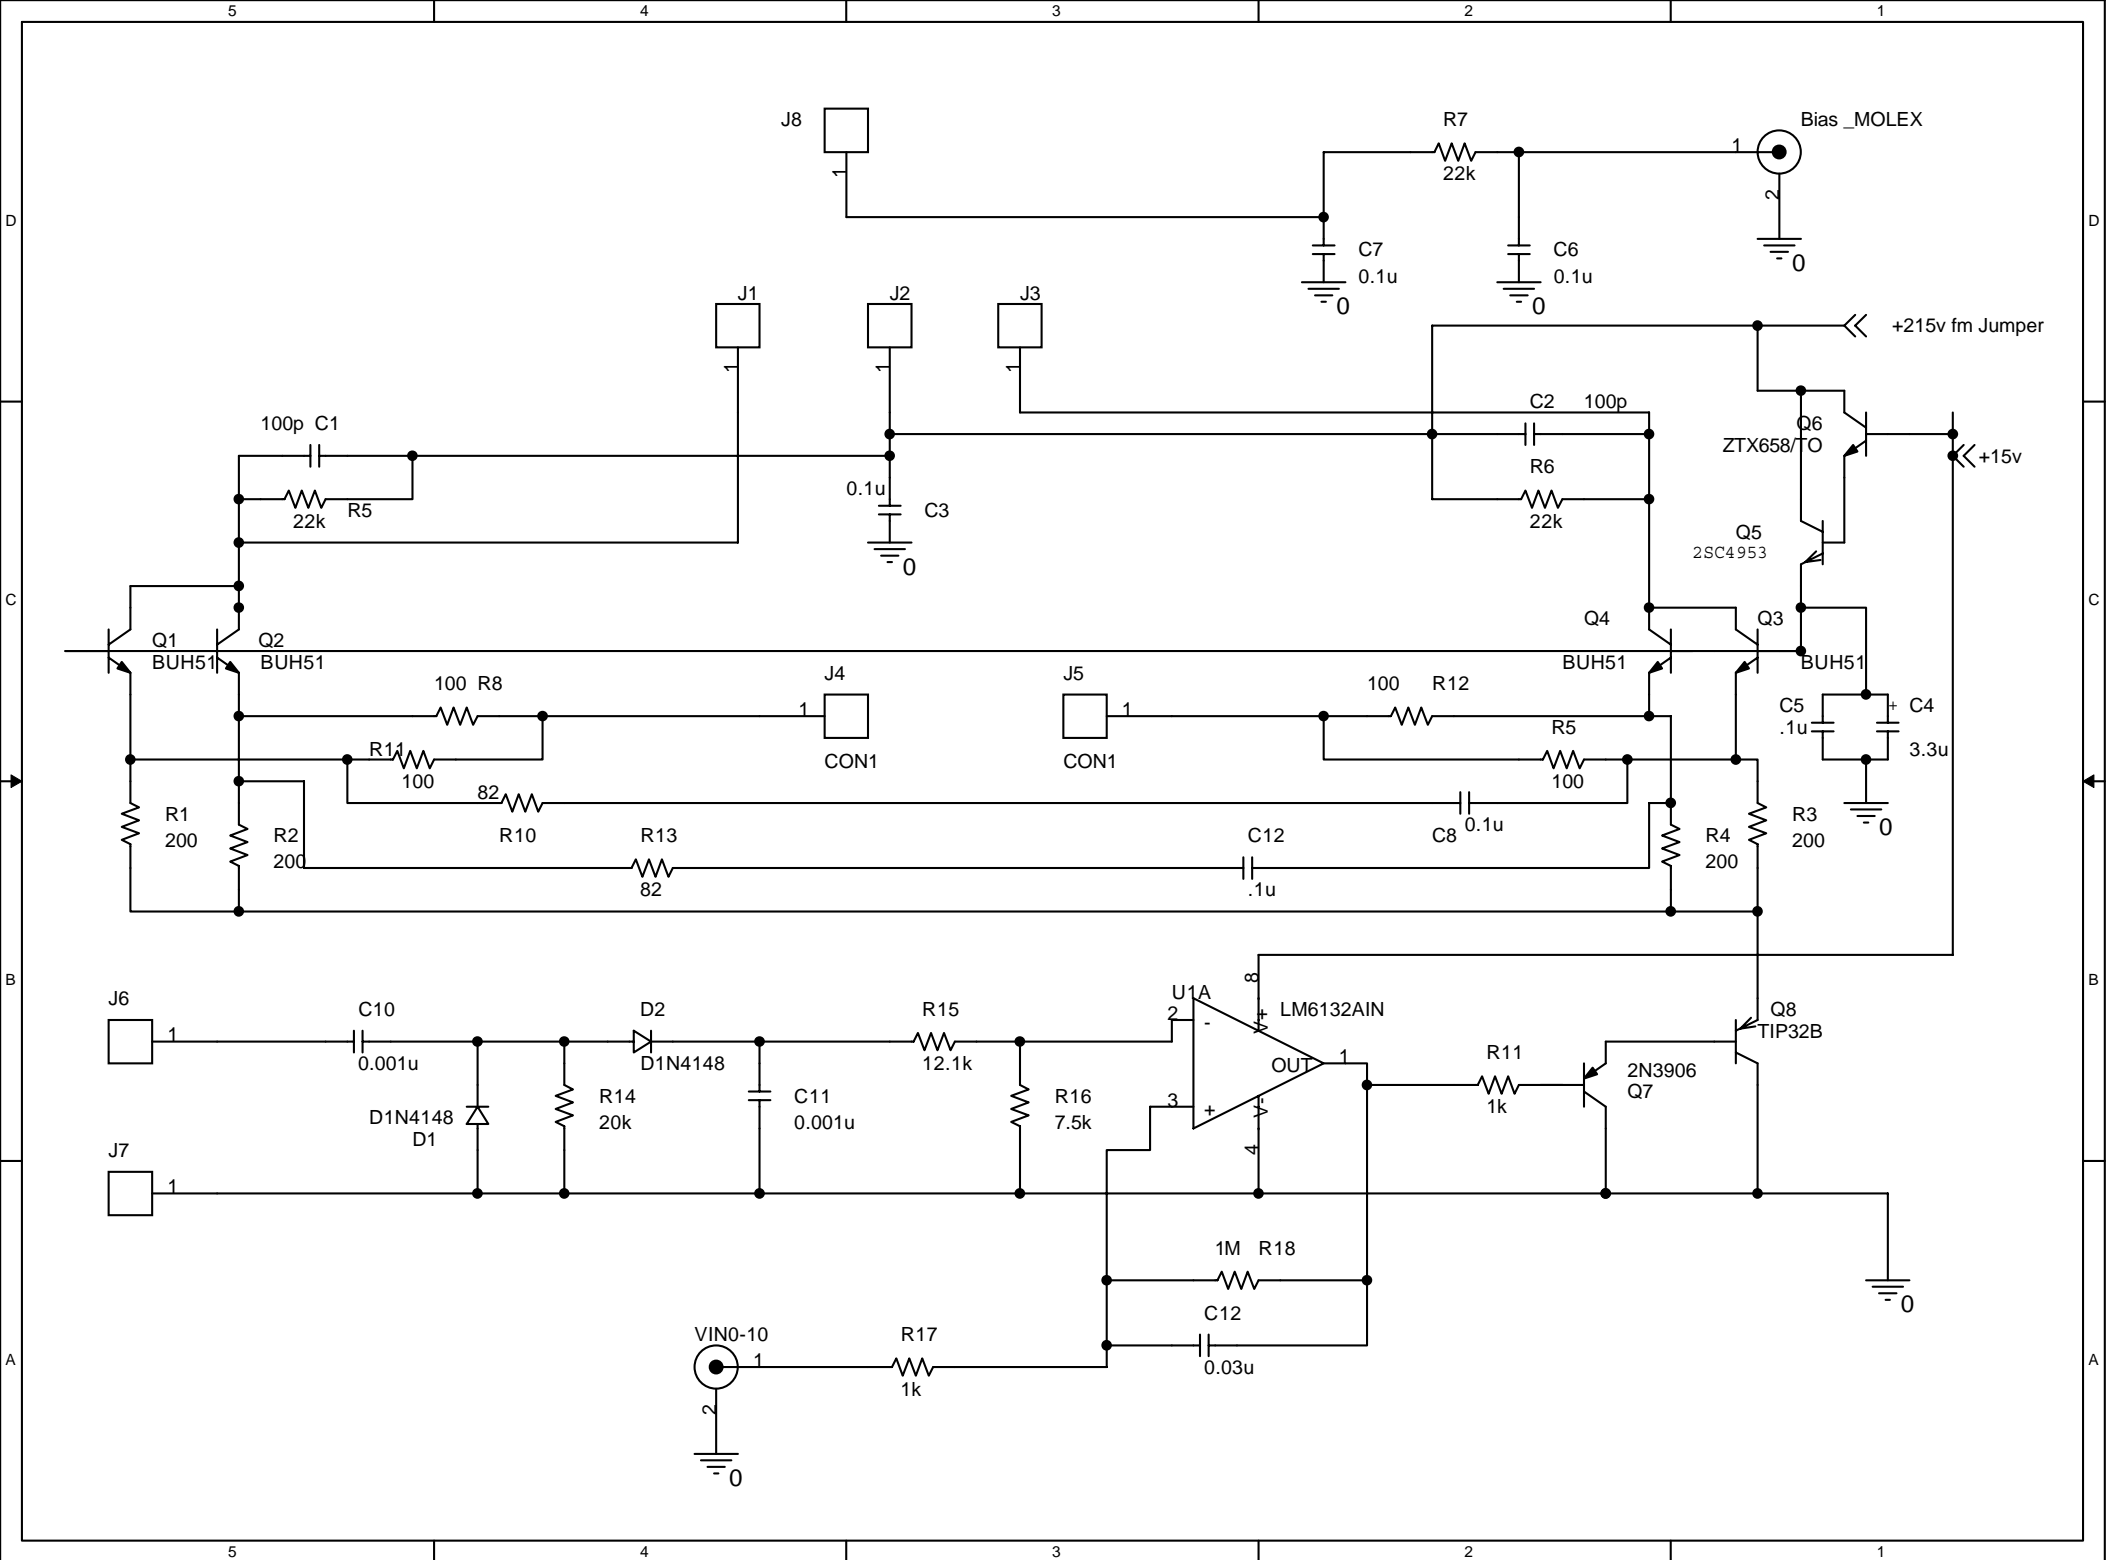 5 4 3 2 1
D D
C C
B B
A A
J8
1
R7
22k
Bias _MOLEX
1
2
0
C7
0.1u
0
C6
0.1u
0
J1
1
J2
1
J3
1
+215v fm Jumper
100p C1
22k R5
0.1u
C3
0
C2 100p
R6
22k
Q6
ZTX658/TO
+15v
Q5
2SC4953
Q1
BUH51
Q2
BUH51
Q4
BUH51
Q3
BUH51
100 R8
J4
1
CON1
R11
100
J5
1
CON1
100 R12
R5
100
C5
.1u
+ C4
3.3u
0
82
R10
C8
0.1u
R1
200
R2
200
R13
82
C12
.1u
R4
200
R3
200
J6
1
C10
0.001u
D2
D1N4148
R15
12.1k
U1A
2
-
3
+
8
V+
LM6132AIN
OUT
1
V-
4
R11
1k
2N3906
Q7
Q8
TIP32B
D1N4148
D1
R14
20k
C11
0.001u
R16
7.5k
J7
1
1M R18
C12
0.03u
0
VIN0-10
1
2
0
R17
1k
5 4 3 2 1